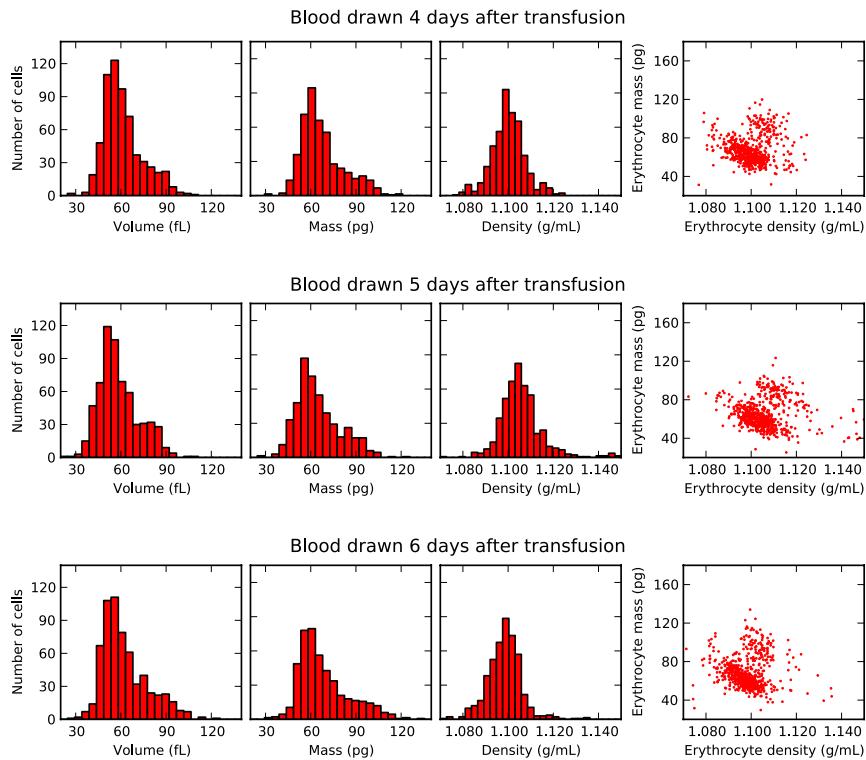 Blood drawn 4 days after transfusion
Number of cells
120
90
60
30
0
30 60 90 120
Volume (fL)
30 60 90 120
Mass (pg)
1.080 1.100 1.120 1.140
Density (g/mL)
Erythrocyte mass (pg)
160
120
80
40
1.080 1.100 1.120 1.140
Erythrocyte density (g/mL)
Blood drawn 5 days after transfusion
Number of cells
120
90
60
30
0
30 60 90 120
Volume (fL)
30 60 90 120
Mass (pg)
1.080 1.100 1.120 1.140
Density (g/mL)
Erythrocyte mass (pg)
160
120
80
40
1.080 1.100 1.120 1.140
Erythrocyte density (g/mL)
Blood drawn 6 days after transfusion
Number of cells
120
90
60
30
0
30 60 90 120
Volume (fL)
30 60 90 120
Mass (pg)
1.080 1.100 1.120 1.140
Density (g/mL)
Erythrocyte mass (pg)
160
120
80
40
1.080 1.100 1.120 1.140
Erythrocyte density (g/mL)